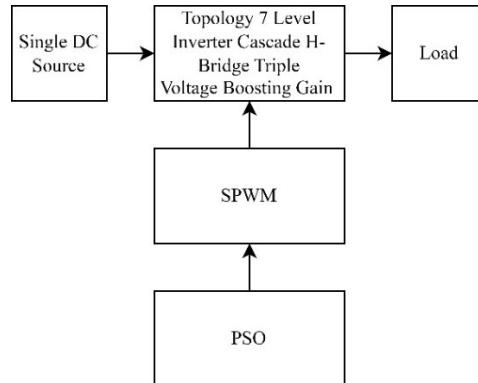 Single DC
Source
Topology 7 Level
Inverter Cascade H-
Bridge Triple
Voltage Boosting Gain
Load
SPWM
PSO